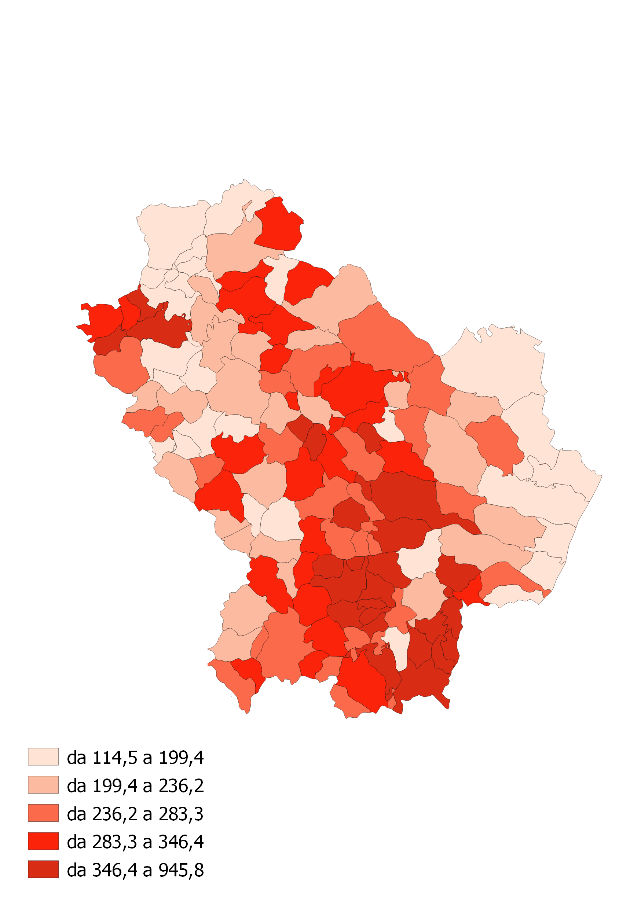 da 114,5 a 199,4
da 199,4 a 236,2
da 236,2 a 283,3
da 283,3 a 346,4
da 346,4 a 945,8